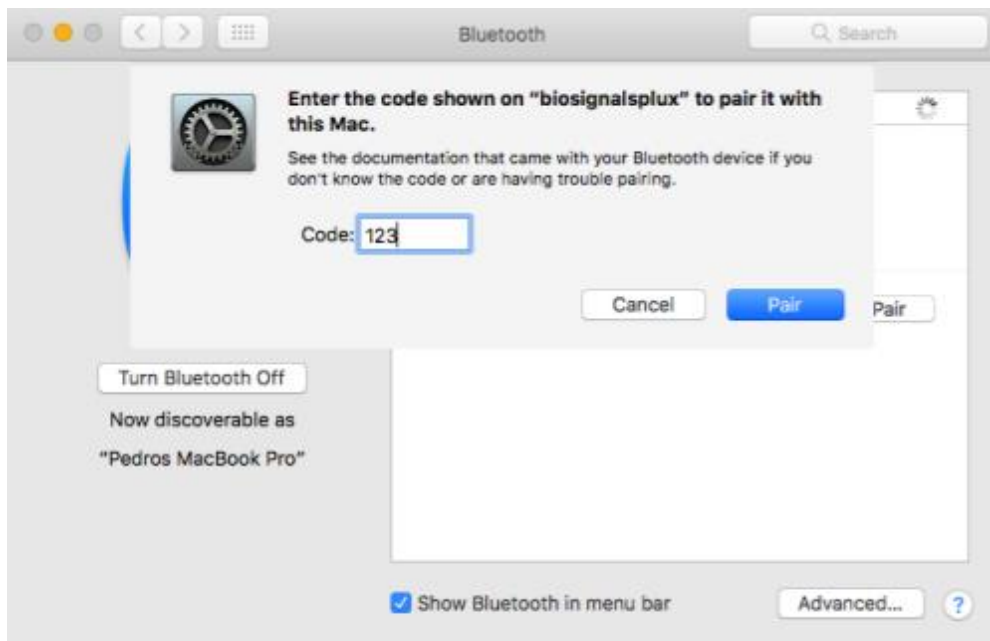 Bluetooth
Search
Enter the code shown on “biosignalsplux” to pair it with
this Mac.
See the documentation that came with your Bluetooth device if you
don't know the code or are having trouble pairing.
Code: 123
Cancel
Pair
Pair
Turn Bluetooth Off
Now discoverable as
“Pedros MacBook Pro”
Show Bluetooth in menu bar
Advanced...
?